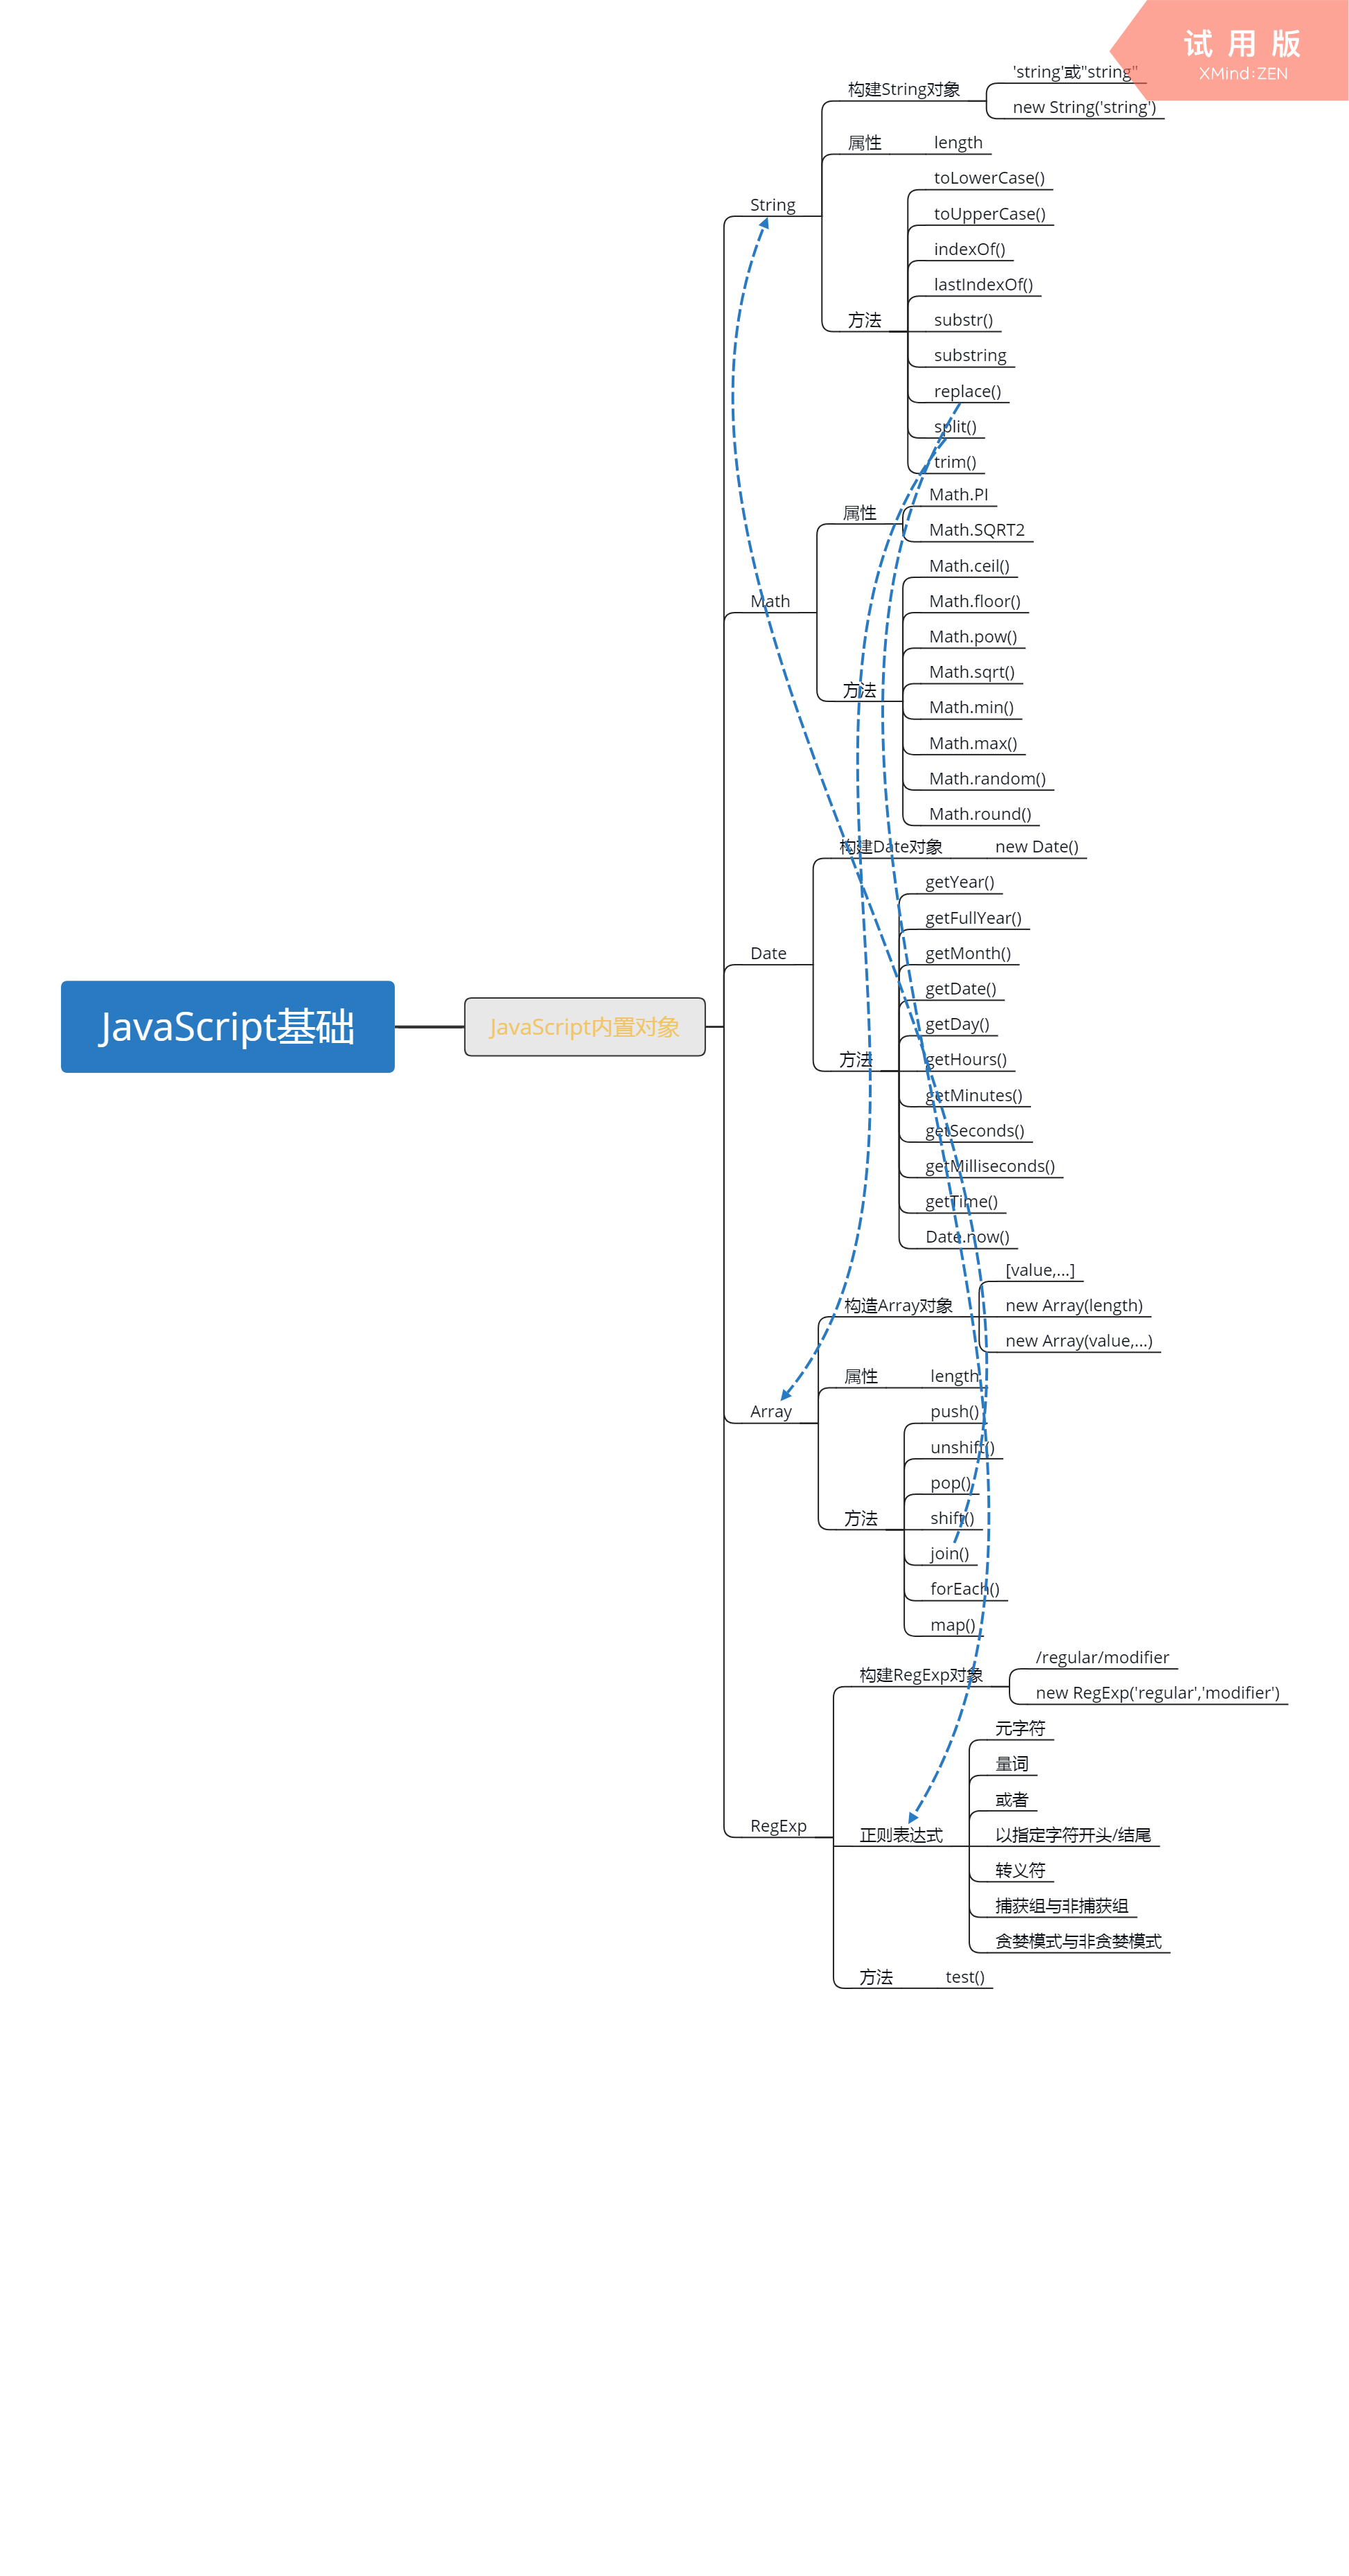 试用版
XMind:ZEN
JavaScript基础
JavaScript内置对象
String
构建String对象
'string'或"string"
new String('string')
属性
length
方法
toLowerCase()
toUpperCase()
indexOf()
lastIndexOf()
substr()
substring
replace()
split()
trim()
Math
属性
Math.PI
Math.SQRT2
方法
Math.ceil()
Math.floor()
Math.pow()
Math.sqrt()
Math.min()
Math.max()
Math.random()
Math.round()
Date
构建Date对象
new Date()
方法
getYear()
getFullYear()
getMonth()
getDate()
getDay()
getHours()
getMinutes()
getSeconds()
getMilliseconds()
getTime()
Date.now()
Array
构造Array对象
[value,...]
new Array(length)
new Array(value,...)
属性
length
方法
push()
unshift()
pop()
shift()
join()
forEach()
map()
RegExp
构建RegExp对象
/regular/modifier
new RegExp('regular','modifier')
正则表达式
元字符
量词
或者
以指定字符开头/结尾
转义符
捕获组与非捕获组
贪婪模式与非贪婪模式
方法
test()